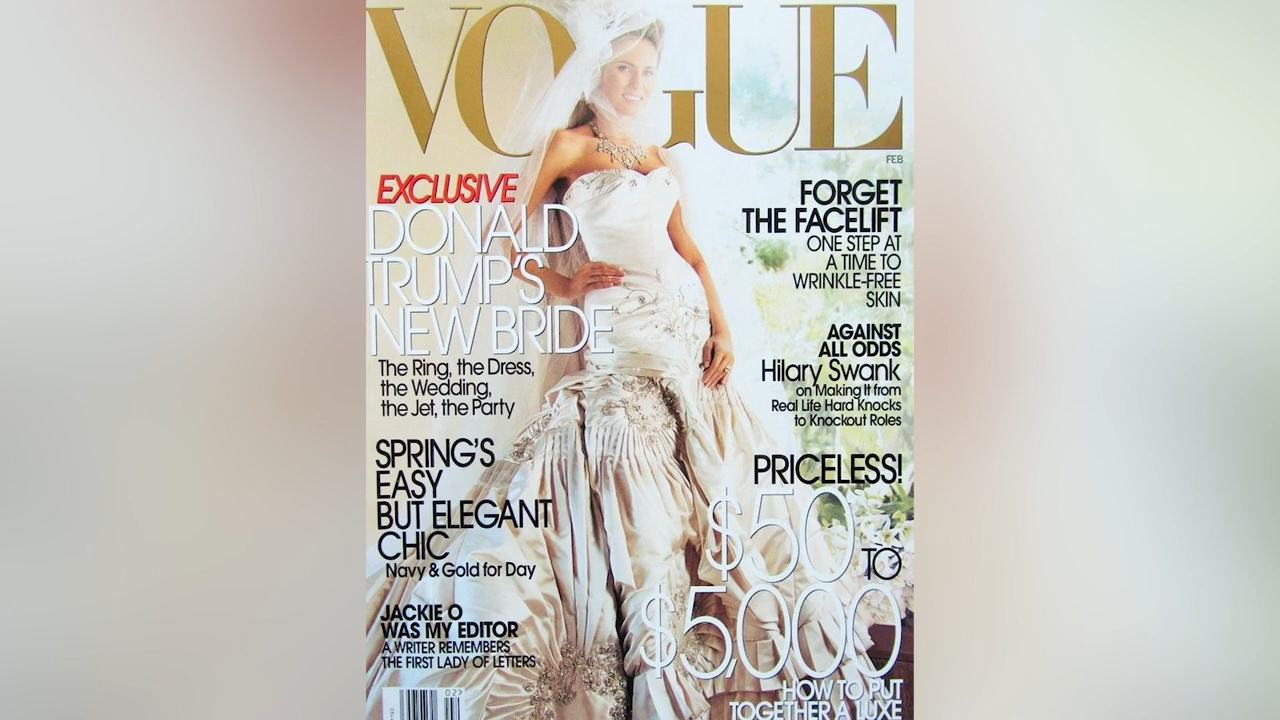 VOGUE
FEB
EXCLUSIVE
DONALD
TRUMP'S
NEW BRIDE
The Ring, the Dress,
the Wedding,
the Jet, the Party
SPRING'S
EASY
BUT ELEGANT
CHIC
Navy & Gold for Day
JACKIE O
WAS MY EDITOR
A WRITER REMEMBERS
THE FIRST LADY OF LETTERS
02>
FORGET
THE FACELIFT
ONE STEP AT
A TIME TO
WRINKLE-FREE
SKIN
AGAINST
ALL ODDS
Hilary Swank
on Making It from
Real Life Hard Knocks
to Knockout Roles
PRICELESS!
$50
TO
$5,000
HOW TO PUT
TOGETHER A LUXE